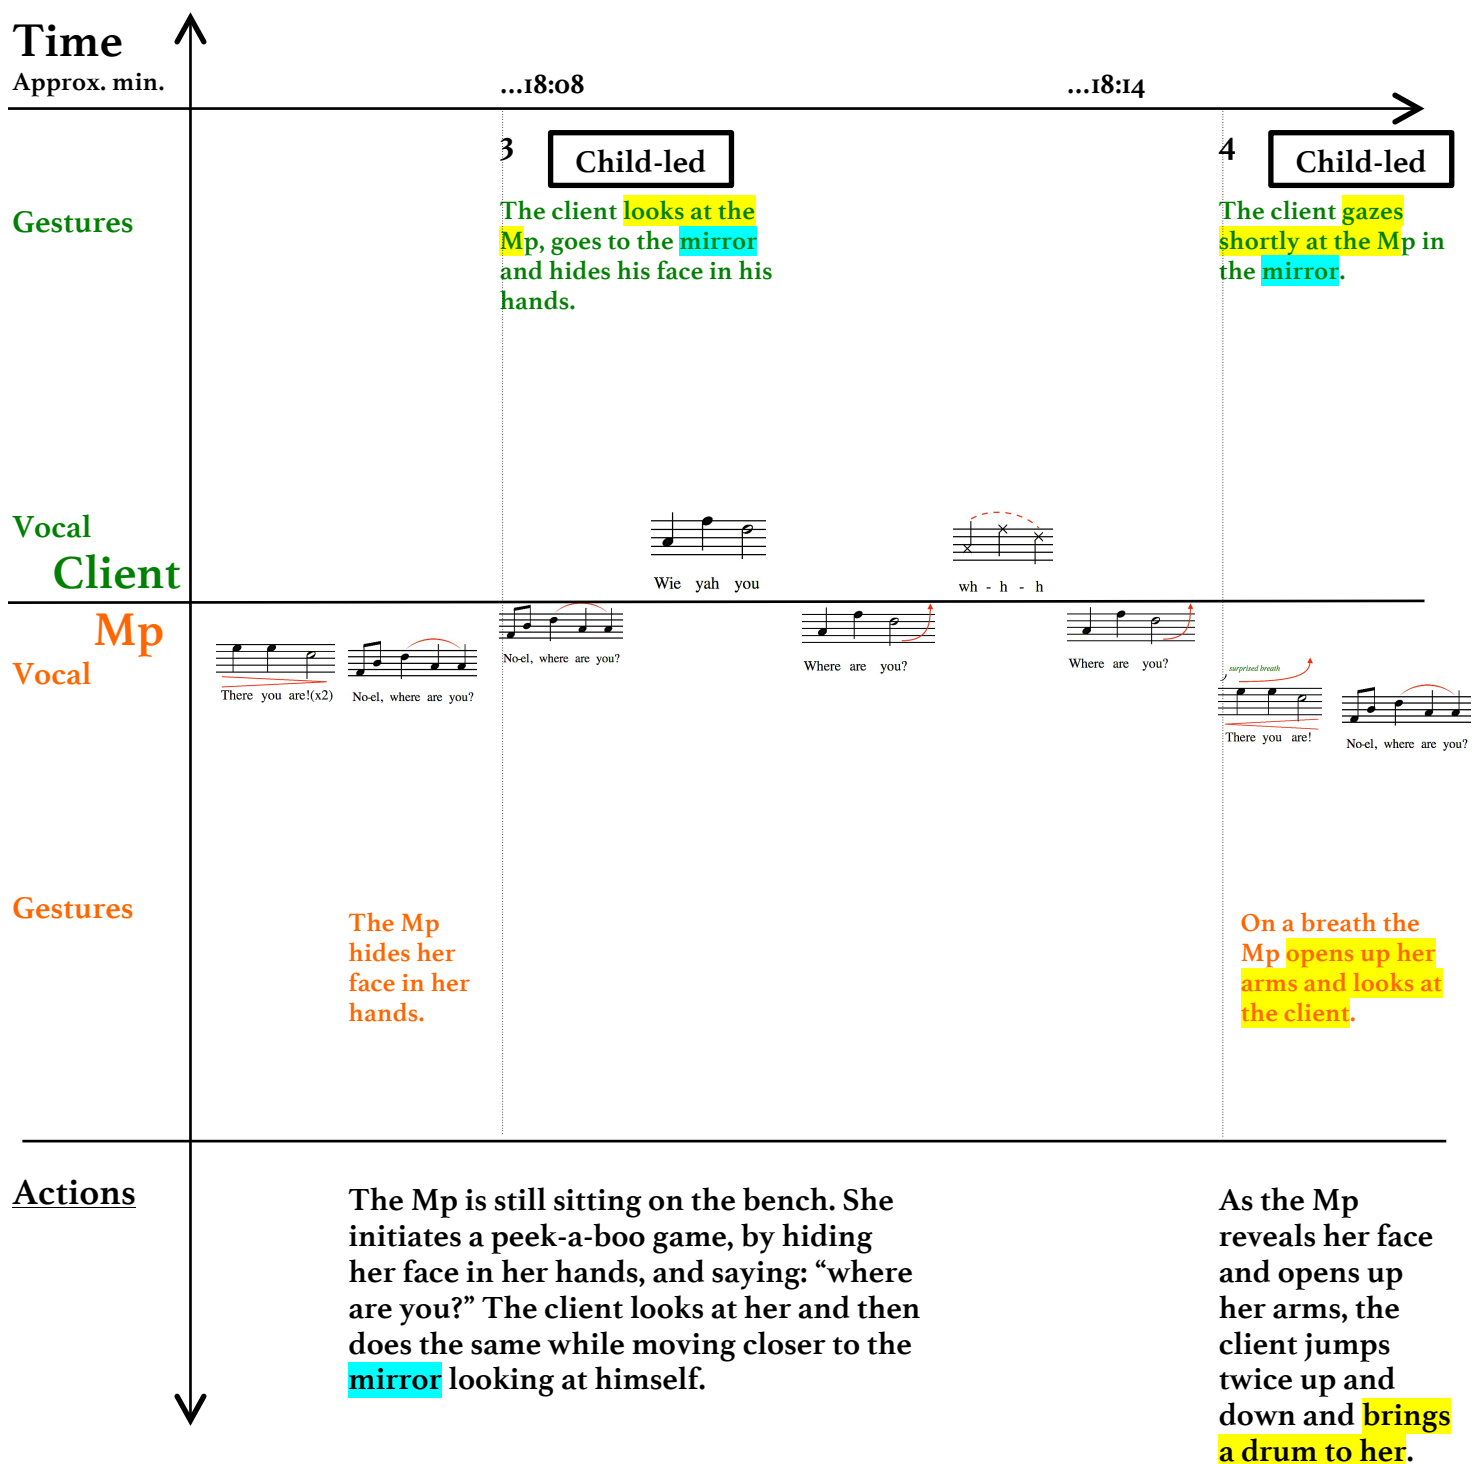 Time
Approx. min.
...18:08
...18:14
3
Child-led
4
Child-led
Gestures
The client looks at the
Mp, goes to the mirror
and hides his face in his
hands.
The client gazes
shortly at the Mp in
the mirror.
Vocal
Client
Wie yah you
wh - h - h
Mp
Vocal
There you are!(x2)
No-el, where are you?
No-el, where are you?
Where are you?
Where are you?
surprised breath
There you are!
No-el, where are you?
Gestures
The Mp
hides her
face in her
hands.
On a breath the
Mp opens up her
arms and looks at
the client.
Actions
The Mp is still sitting on the bench. She
initiates a peek-a-boo game, by hiding
her face in her hands, and saying: “where
are you?” The client looks at her and then
does the same while moving closer to the
mirror looking at himself.
As the Mp
reveals her face
and opens up
her arms, the
client jumps
twice up and
down and brings
a drum to her.